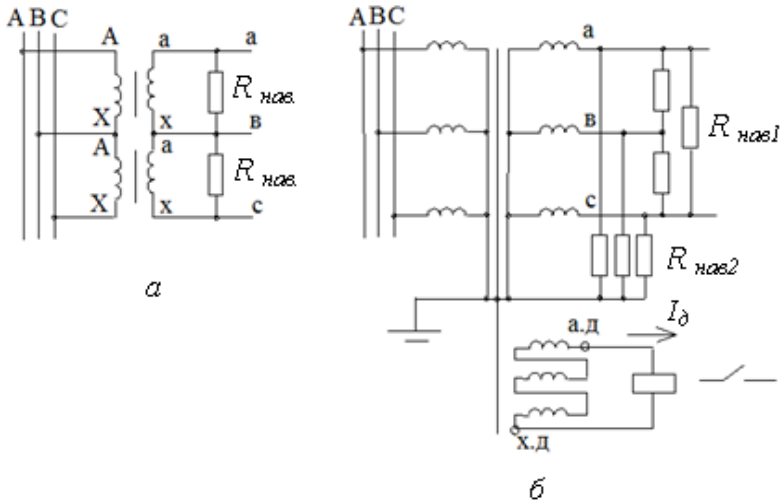 А В С
А а а
R нав.
Х х в
А а
R нав.
Х х с
а
А В С
а
R нав1
в
с
R нав2
I д
а.д
х.д
б